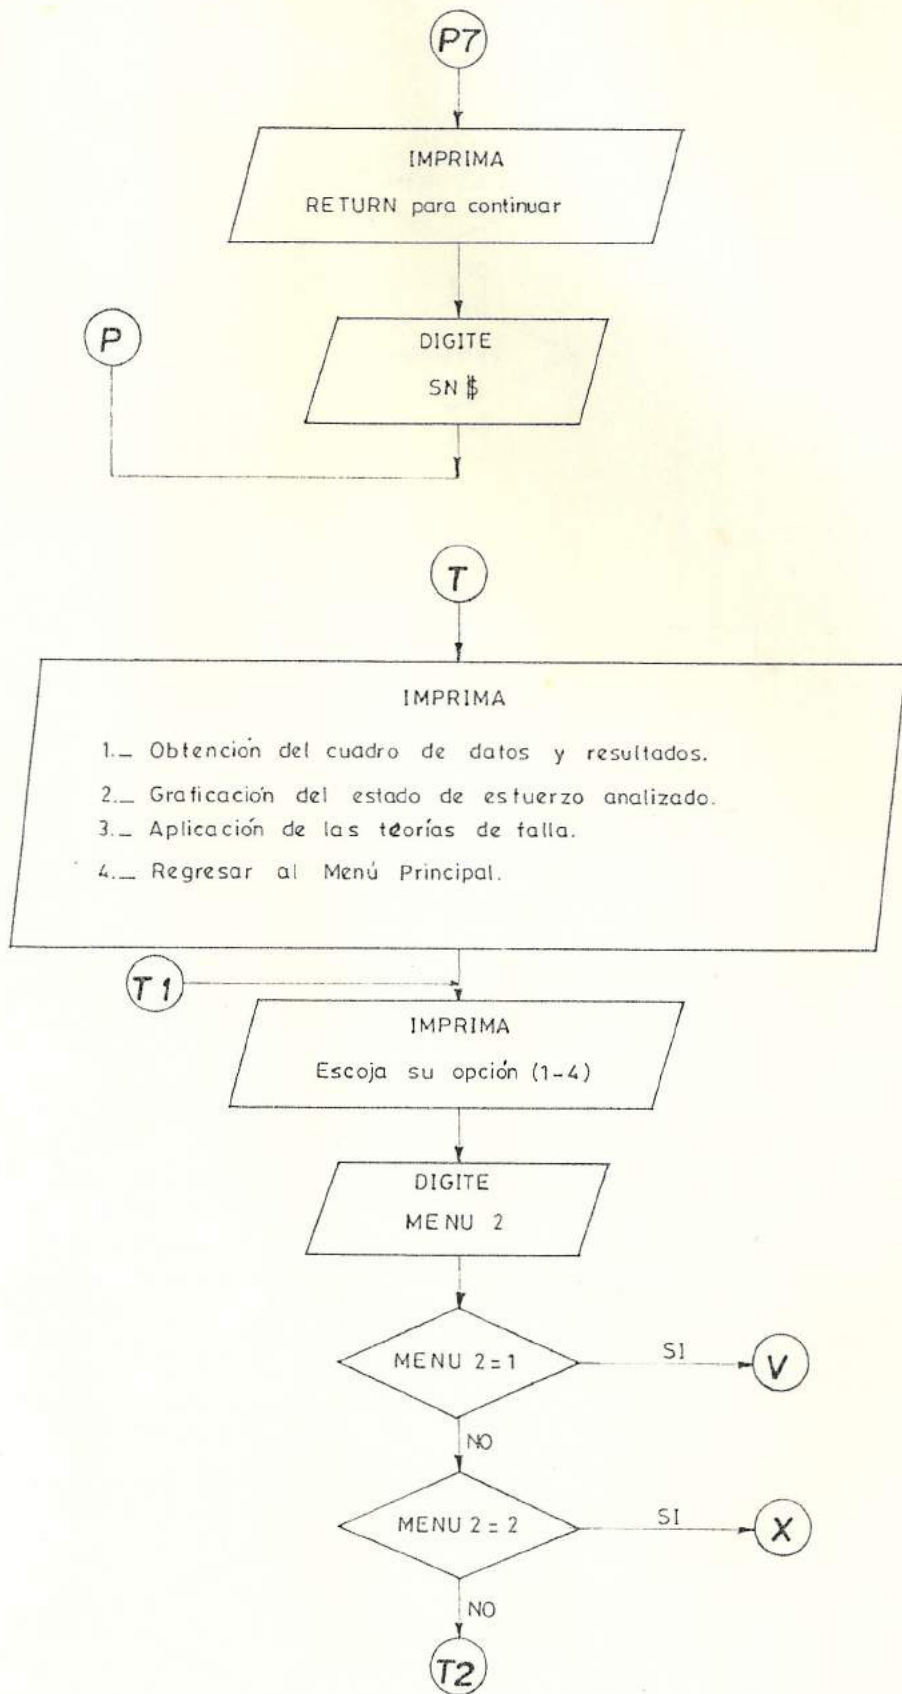 P7
IMPRIMA
RETURN para continuar
P
DIGITE
SN $
T
IMPRIMA
1._ Obtención del cuadro de datos y resultados.
2._ Graficación del estado de esfuerzo analizado.
3._ Aplicación de las teorías de falla.
4._ Regresar al Menú Principal.
T1
IMPRIMA
Escoja su opción (1-4)
DIGITE
MENU 2
MENU 2=1
SI
V
NO
MENU 2=2
SI
X
NO
T2